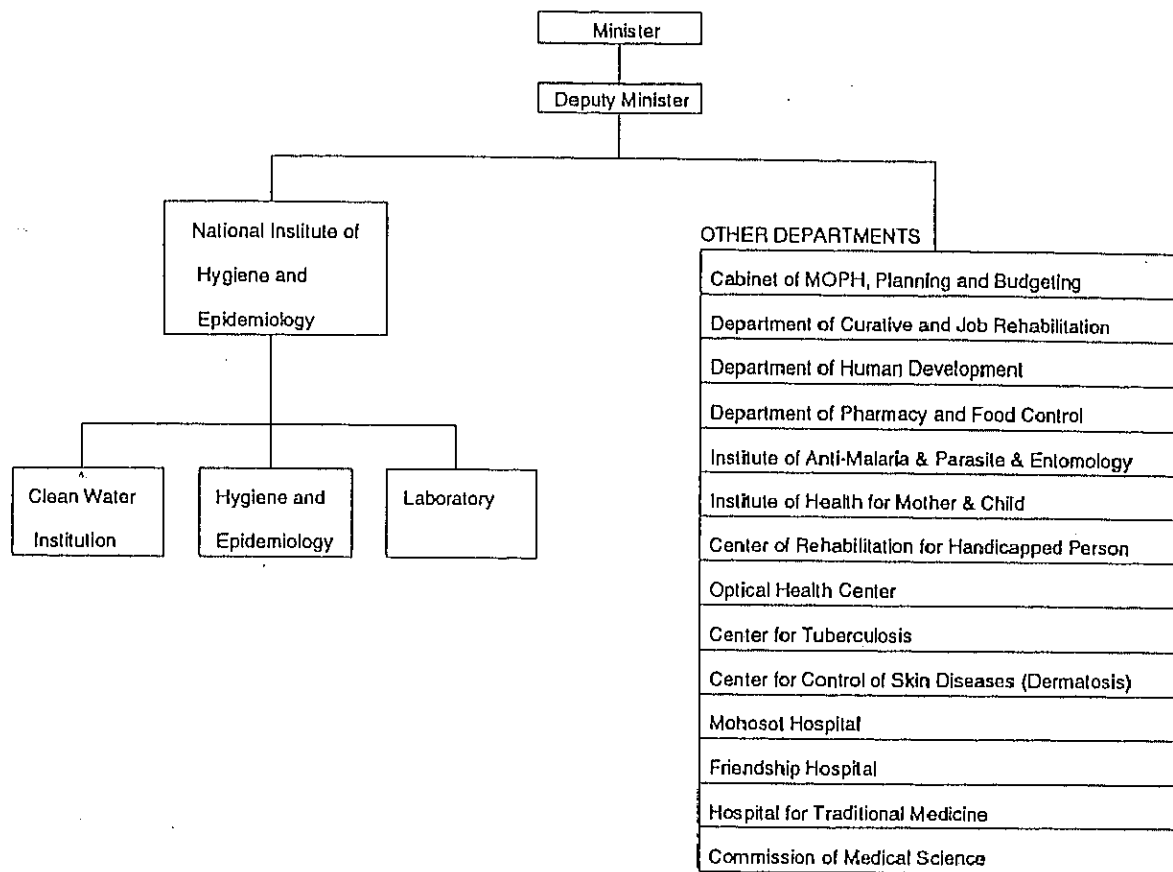 Minister
Deputy Minister
National Institute of
Hygiene and
Epidemiology
Clean Water
Institution
Hygiene and
Epidemiology
Laboratory
OTHER DEPARTMENTS
Cabinet of MOPH, Planning and Budgeting
Department of Curative and Job Rehabilitation
Department of Human Development
Department of Pharmacy and Food Control
Institute of Anti-Malaria & Parasite & Entomology
Institute of Health for Mother & Child
Center of Rehabilitation for Handicapped Person
Optical Health Center
Center for Tuberculosis
Center for Control of Skin Diseases (Dermatosis)
Mohosot Hospital
Friendship Hospital
Hospital for Traditional Medicine
Commission of Medical Science